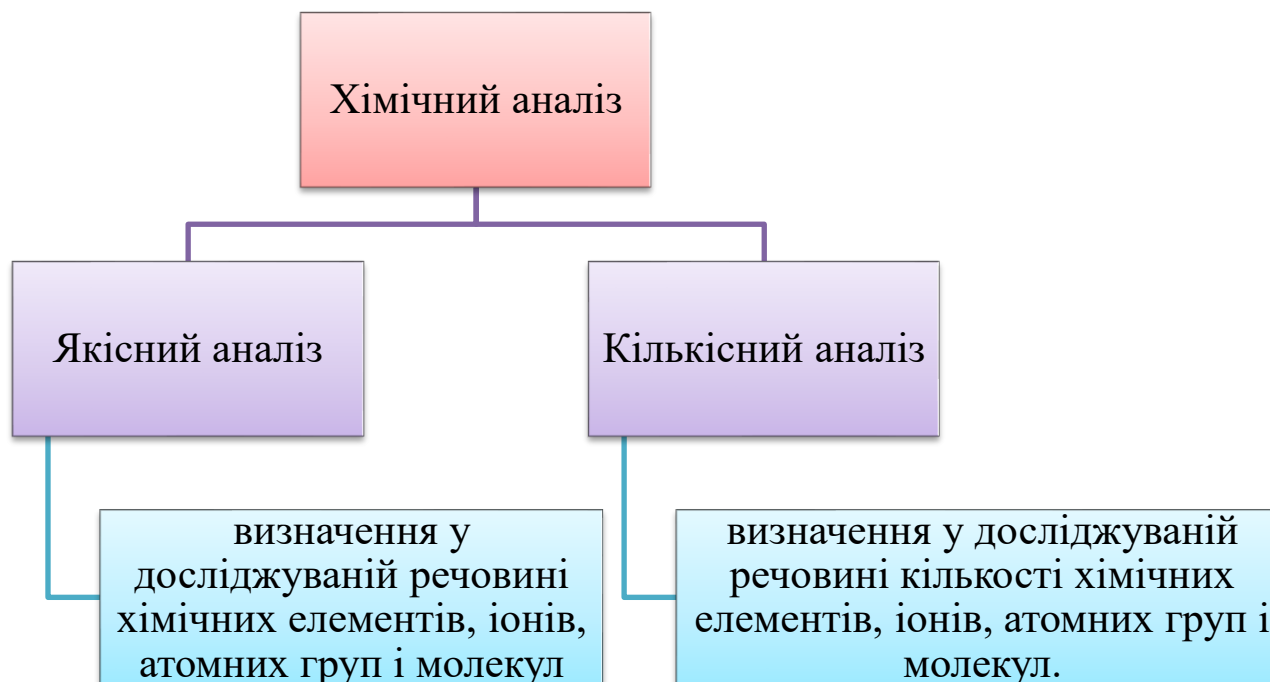 Хімічний аналіз
Якісний аналіз
Кількісний аналіз
визначення у
досліджуваній речовині
хімічних елементів, іонів,
атомних груп і молекул
визначення у досліджуваній
речовині кількості хімічних
елементів, іонів, атомних груп і
молекул.